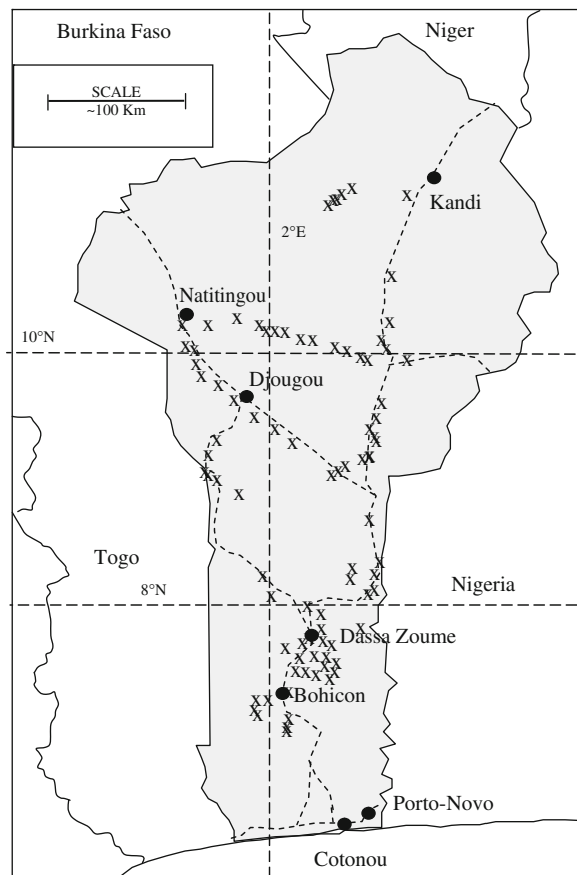 Burkina Faso
Niger
SCALE
~100 Km
Kandi
2°E
Natitingou
10°N
Djougou
Togo
8°N
Nigeria
Dassa Zoume
Bohicon
Porto-Novo
Cotonou